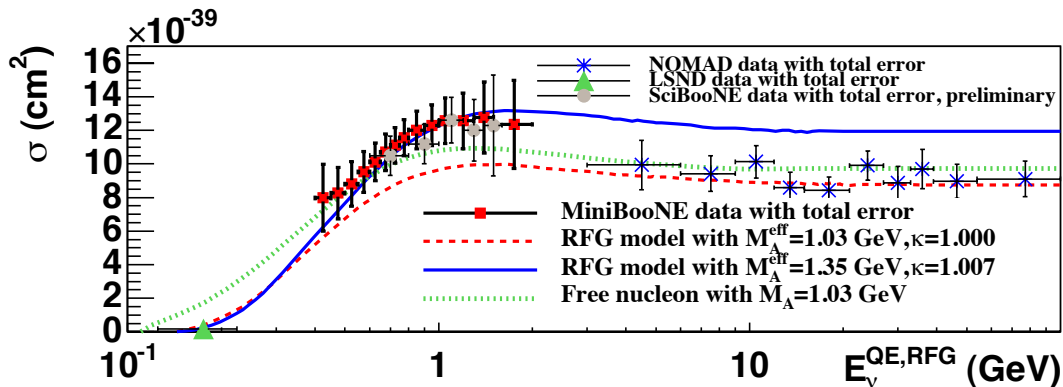 ×10⁻³⁹
σ (cm²)
16
14
12
10
8
6
4
2
0
NOMAD data with total error
LSND data with total error
SciBooNE data with total error, preliminary
MiniBooNE data with total error
RFG model with M_A^eff=1.03 GeV,κ=1.000
RFG model with M_A^eff=1.35 GeV,κ=1.007
Free nucleon with M_A=1.03 GeV
10⁻¹ 1 10 E_ν^QE,RFG (GeV)